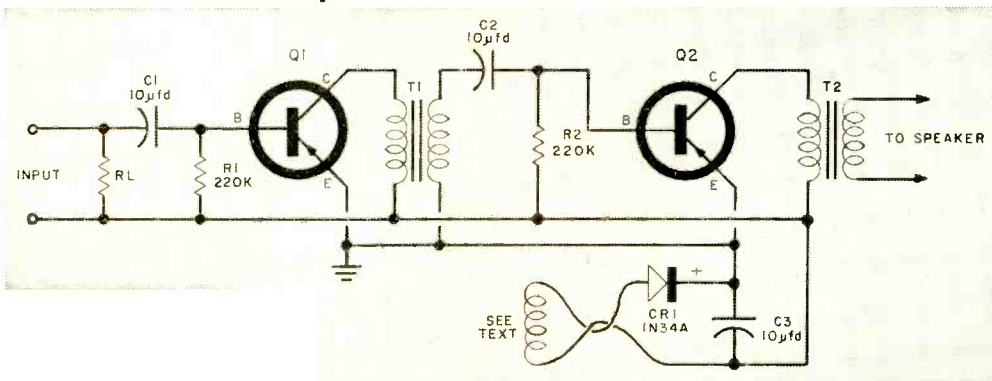 C1
10µfd
B
Q1
C
E
R1
220K
INPUT
RL
T1
C2
10µfd
R2
220K
Q2
B
C
E
T2
TO SPEAKER
SEE
TEXT
CR1
1N34A
+
C3
10µfd